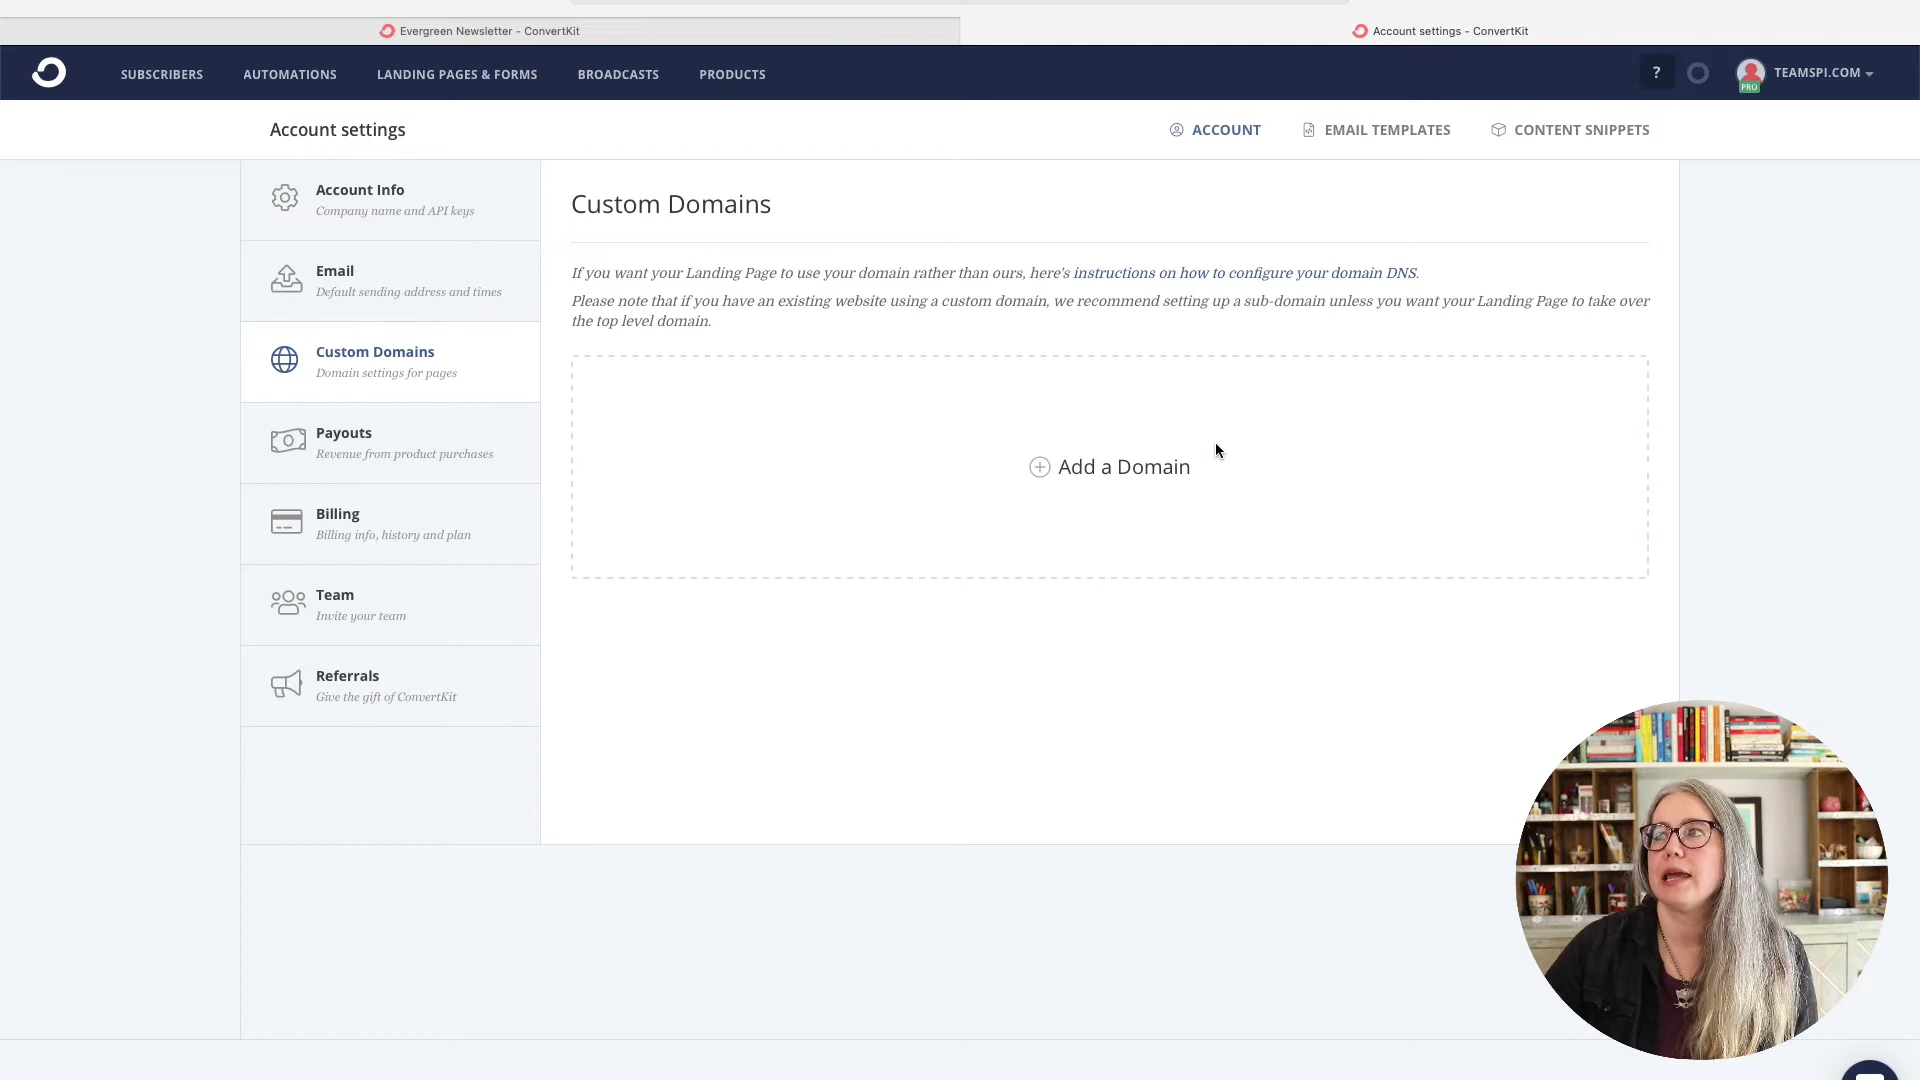 Evergreen Newsletter - ConvertKit
Account settings - ConvertKit
SUBSCRIBERS
AUTOMATIONS
LANDING PAGES & FORMS
BROADCASTS
PRODUCTS
?
PRO
TEAMSPI.COM
Account settings
ACCOUNT
EMAIL TEMPLATES
CONTENT SNIPPETS
Account Info
Company name and API keys
Email
Default sending address and times
Custom Domains
Domain settings for pages
Payouts
Revenue from product purchases
Billing
Billing info, history and plan
Team
Invite your team
Referrals
Give the gift of ConvertKit
Custom Domains
If you want your Landing Page to use your domain rather than ours, here's instructions on how to configure your domain DNS.
Please note that if you have an existing website using a custom domain, we recommend setting up a sub-domain unless you want your Landing Page to take over
the top level domain.
Add a Domain